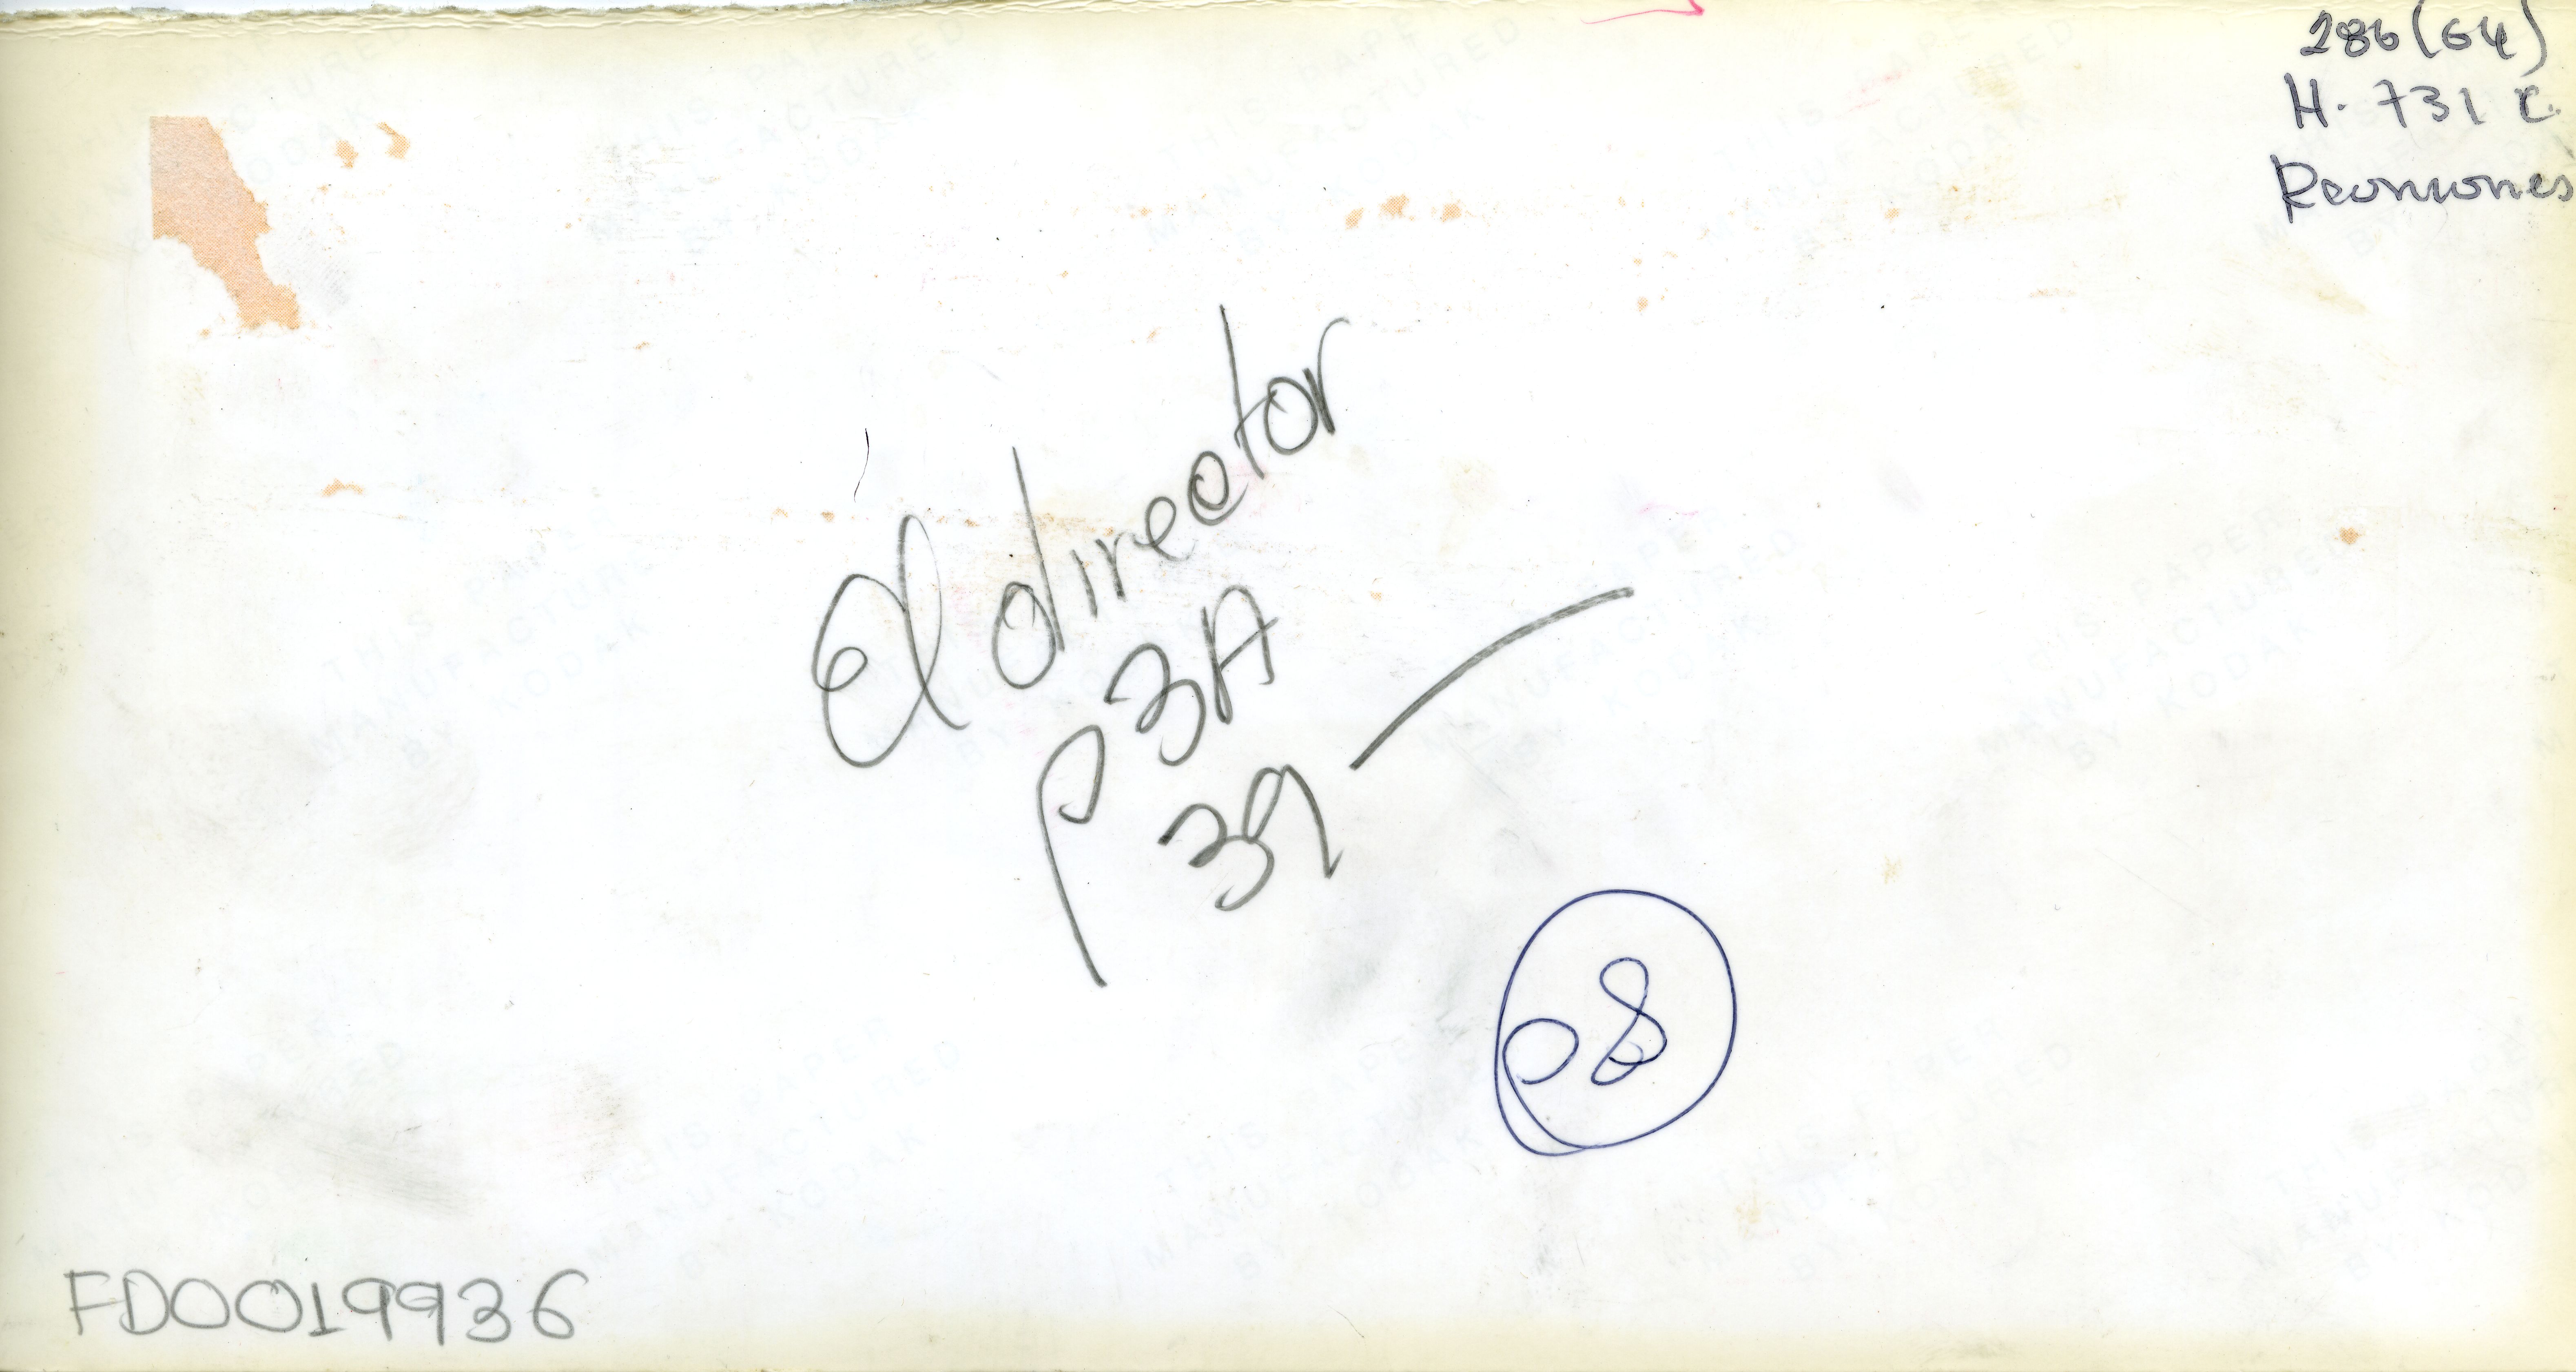 286(64)
H. 731 C.
Reuniones
El director
P 3A
39
P8
FD0019936
THIS PAPER
MANUFACTURED
BY KODAK